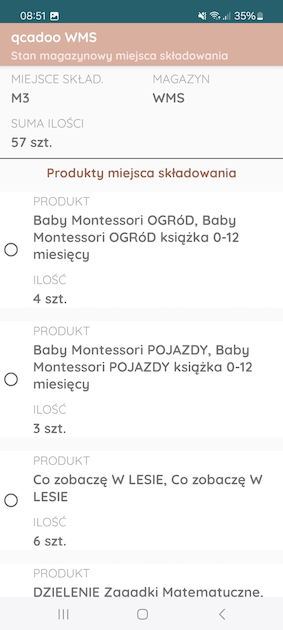 08:51
35%
qcadoo WMS
Stan magazynowy miejsca składowania
MIEJSCE SKŁAD. MAGAZYN
M3 WMS
SUMA ILOŚCI
57 szt.
Produkty miejsca składowania
PRODUKT
Baby Montessori OGRóD, Baby
Montessori OGRóD książka 0-12
miesięcy
ILOŚĆ
4 szt.
PRODUKT
Baby Montessori POJAZDY, Baby
Montessori POJAZDY książka 0-12
miesięcy
ILOŚĆ
3 szt.
PRODUKT
Co zobaczę W LESIE, Co zobaczę W
LESIE
ILOŚĆ
6 szt.
PRODUKT
DZIELENIE Zagadki Matematyczne,